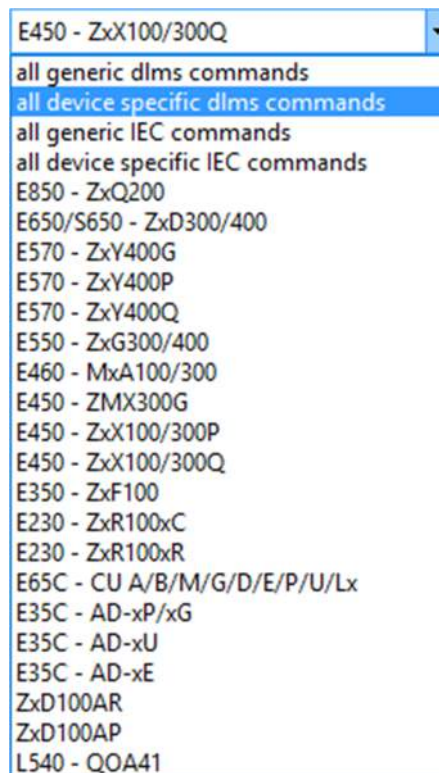 E450 - ZxX100/300Q
all generic dlms commands
all device specific dlms commands
all generic IEC commands
all device specific IEC commands
E850 - ZxQ200
E650/S650 - ZxD300/400
E570 - ZxY400G
E570 - ZxY400P
E570 - ZxY400Q
E550 - ZxG300/400
E460 - MxA100/300
E450 - ZMX300G
E450 - ZxX100/300P
E450 - ZxX100/300Q
E350 - ZxF100
E230 - ZxR100xC
E230 - ZxR100xR
E65C - CU A/B/M/G/D/E/P/U/Lx
E35C - AD-xP/xG
E35C - AD-xU
E35C - AD-xE
ZxD100AR
ZxD100AP
L540 - QOA41